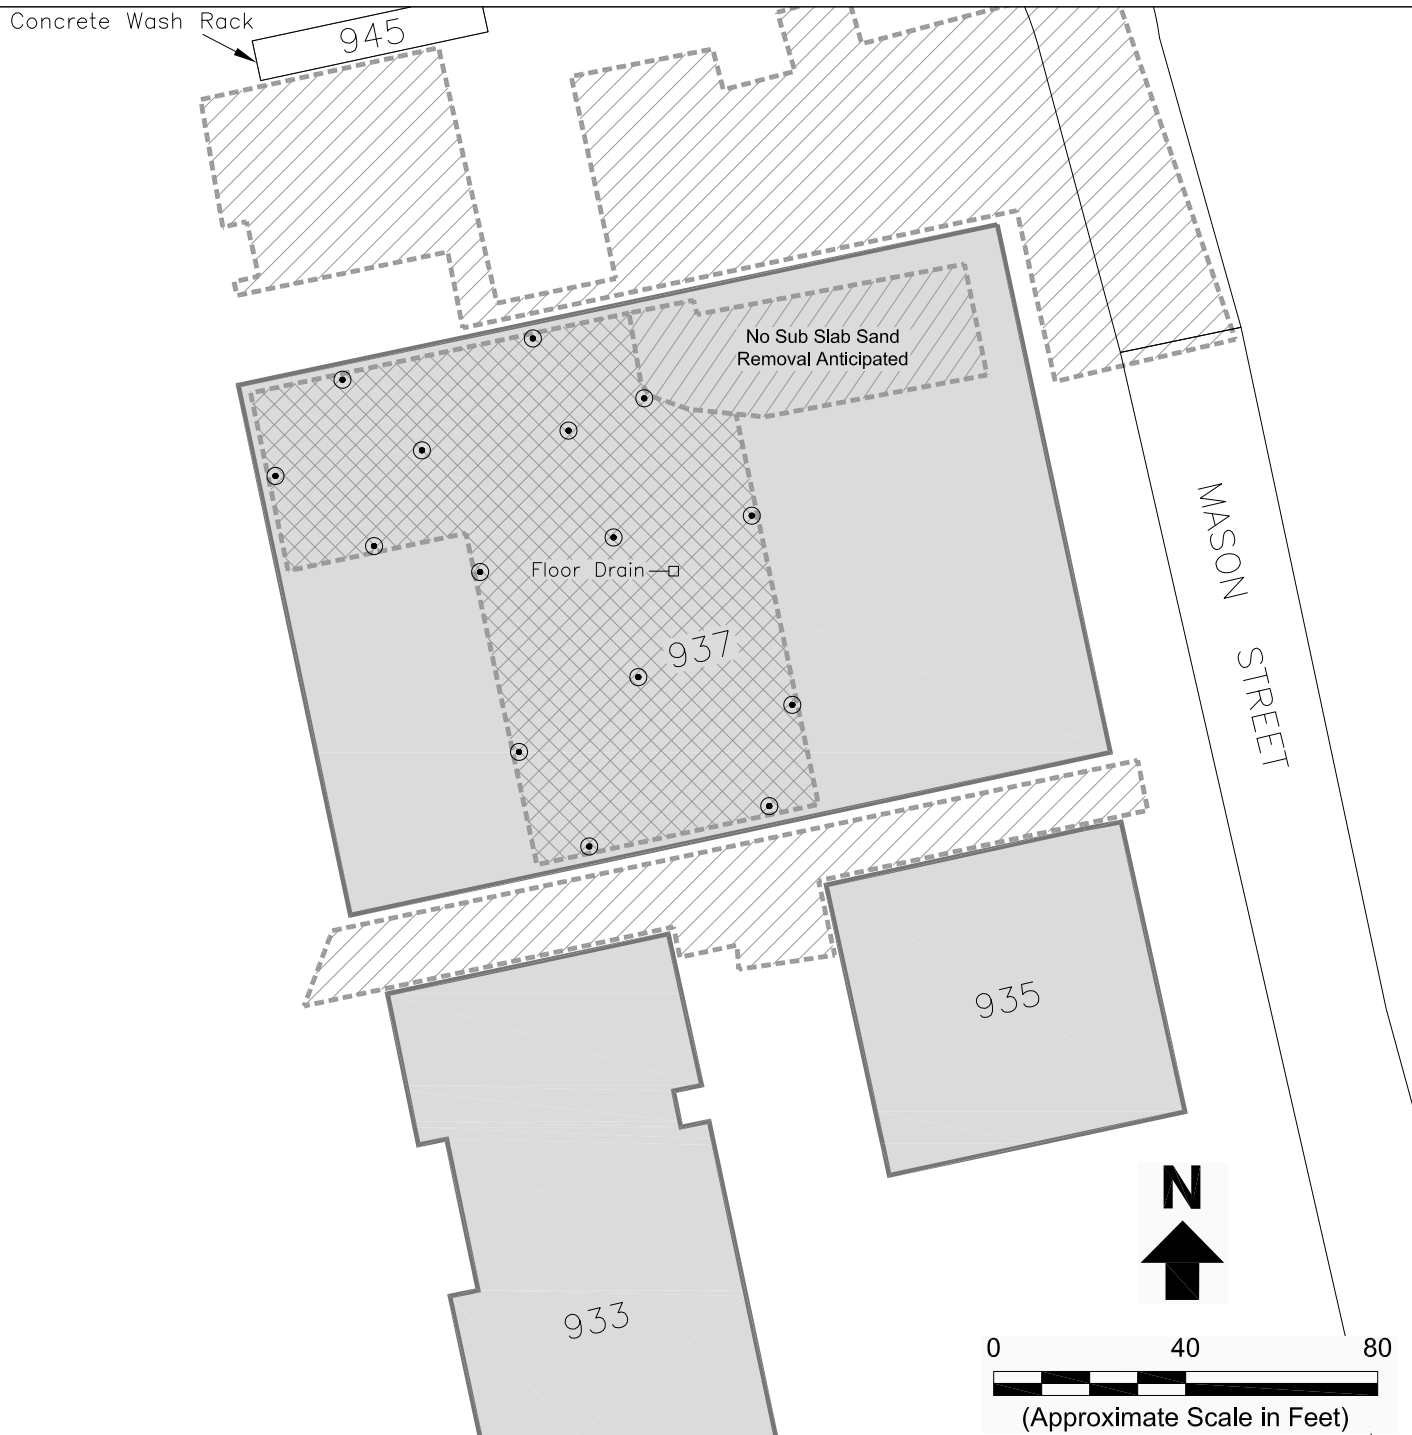 Concrete Wash Rack
945
No Sub Slab Sand
Removal Anticipated
MASON STREET
Floor Drain
937
935
933
N
0 40 80
(Approximate Scale in Feet)